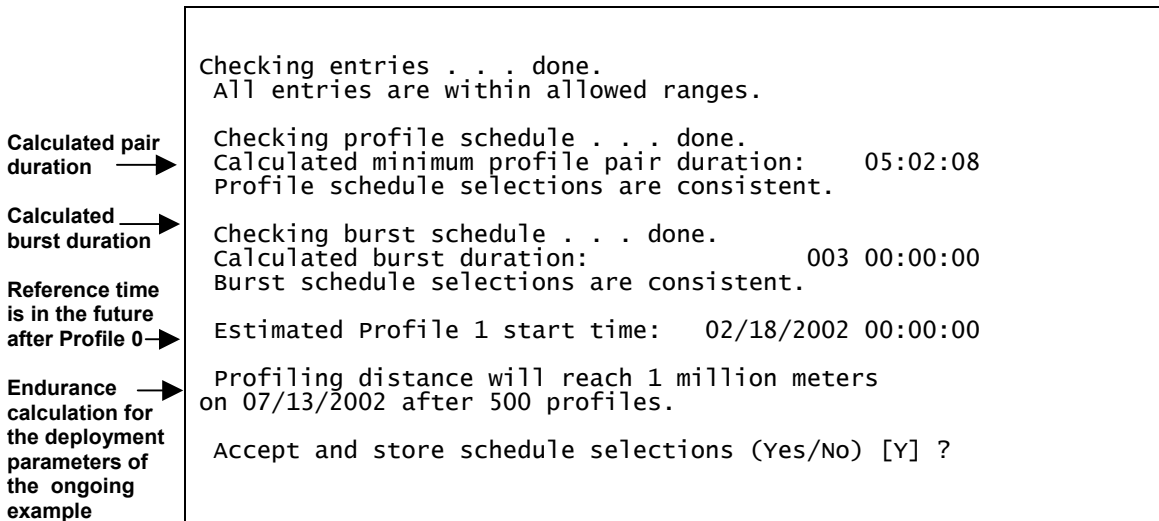 Checking entries . . . done.
All entries are within allowed ranges.
Calculated pair
duration
Checking profile schedule . . . done.
Calculated minimum profile pair duration: 05:02:08
Profile schedule selections are consistent.
Calculated
burst duration
Checking burst schedule . . . done.
Calculated burst duration: 003 00:00:00
Burst schedule selections are consistent.
Reference time
is in the future
after Profile 0
Estimated Profile 1 start time: 02/18/2002 00:00:00
Endurance
calculation for
the deployment
parameters of
the ongoing
example
Profiling distance will reach 1 million meters
on 07/13/2002 after 500 profiles.
Accept and store schedule selections (Yes/No) [Y] ?